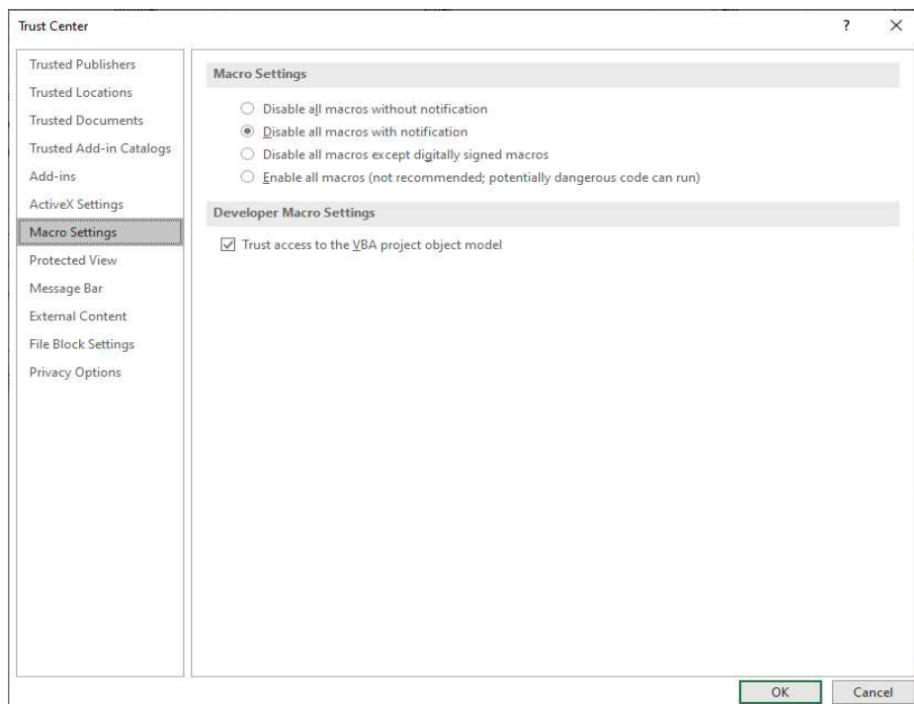 Trust Center
?
Trusted Publishers
Trusted Locations
Trusted Documents
Trusted Add-in Catalogs
Add-ins
ActiveX Settings
Macro Settings
Protected View
Message Bar
External Content
File Block Settings
Privacy Options
Macro Settings
Disable all macros without notification
Disable all macros with notification
Disable all macros except digitally signed macros
Enable all macros (not recommended; potentially dangerous code can run)
Developer Macro Settings
Trust access to the VBA project object model
OK
Cancel